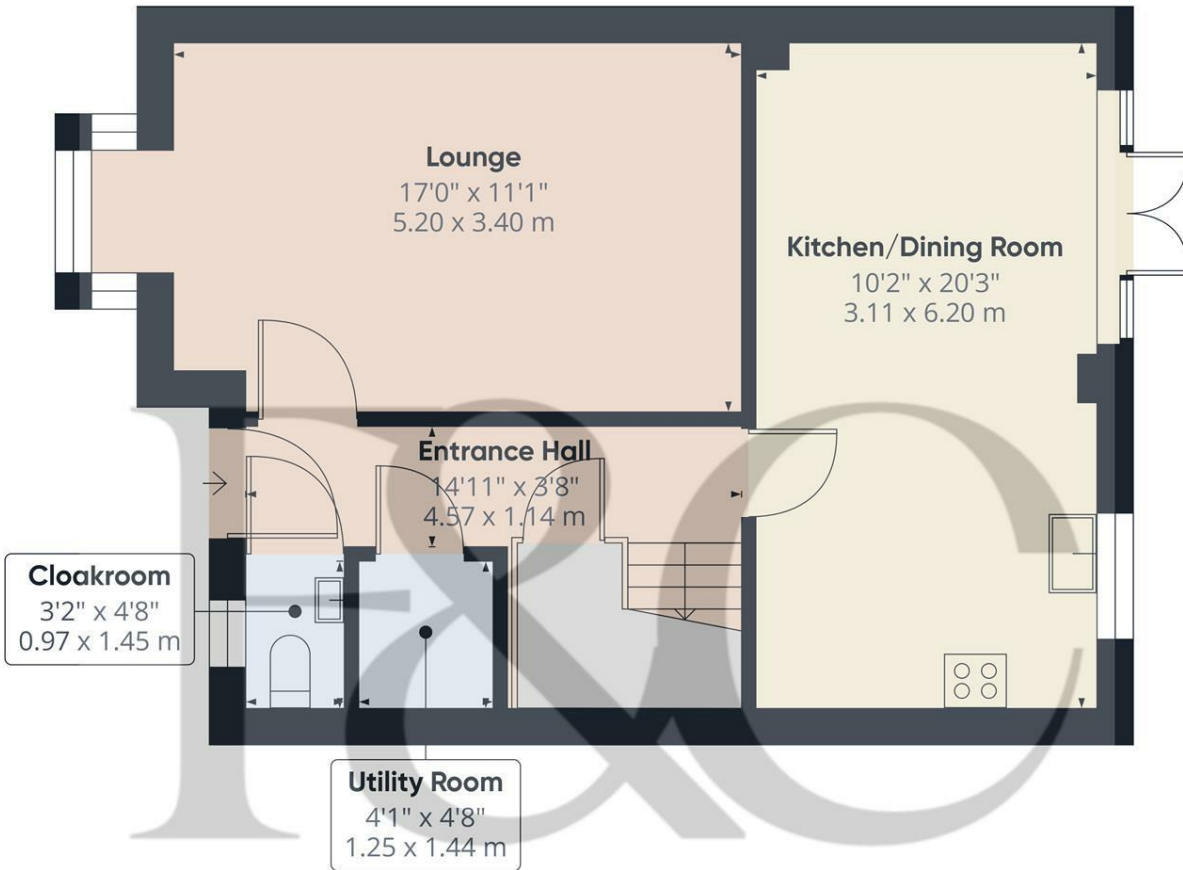 Lounge
17'0" x 11'1"
5.20 x 3.40 m
Kitchen/Dining Room
10'2" x 20'3"
3.11 x 6.20 m
Entrance Hall
14'11" x 3'8"
4.57 x 1.14 m
Cloakroom
3'2" x 4'8"
0.97 x 1.45 m
Utility Room
4'1" x 4'8"
1.25 x 1.44 m
F&C